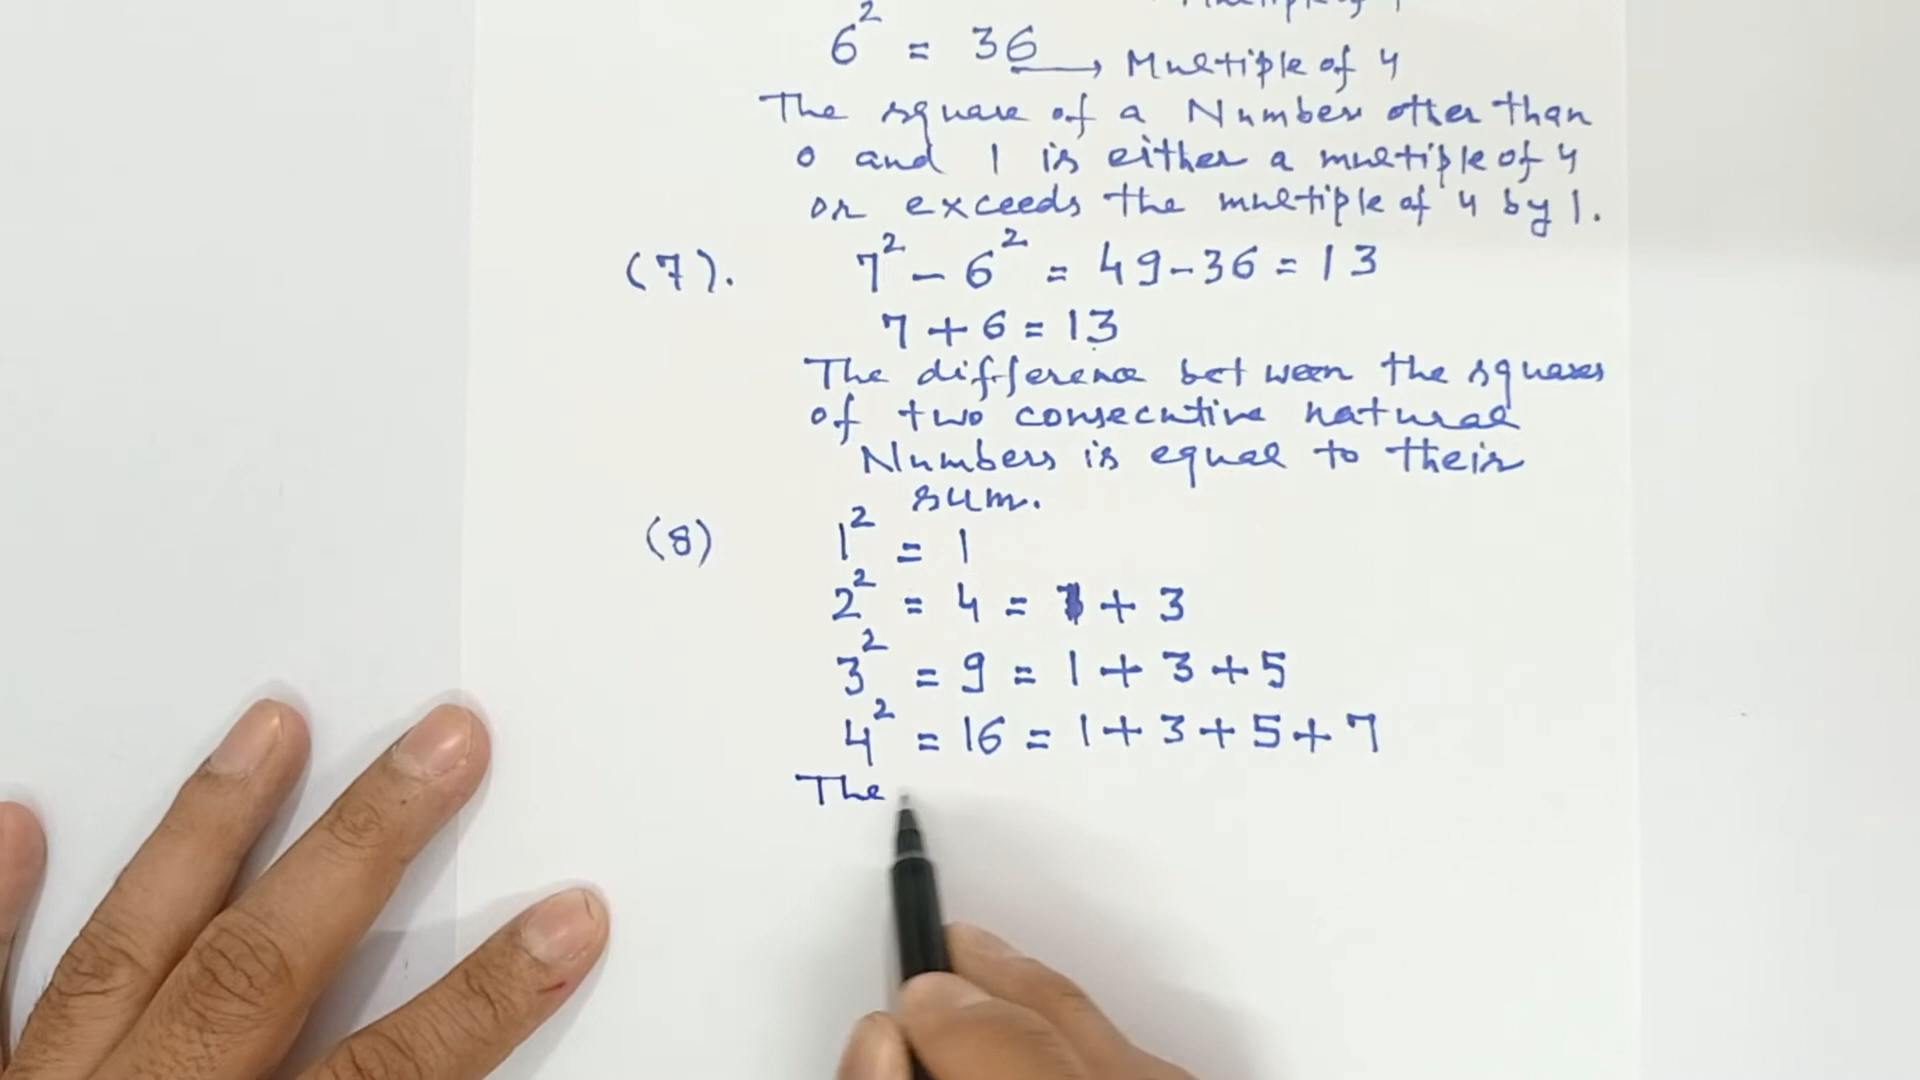 6² = 36 → Multiple of 4
The square of a Number other than
0 and 1 is either a multiple of 4
or exceeds the multiple of 4 by 1.
(7). 7² - 6² = 49 - 36 = 13
7 + 6 = 13
The difference between the squares
of two consecutive natural
Numbers is equal to their
sum.
(8) 1² = 1
2² = 4 = 1 + 3
3² = 9 = 1 + 3 + 5
4² = 16 = 1 + 3 + 5 + 7
The